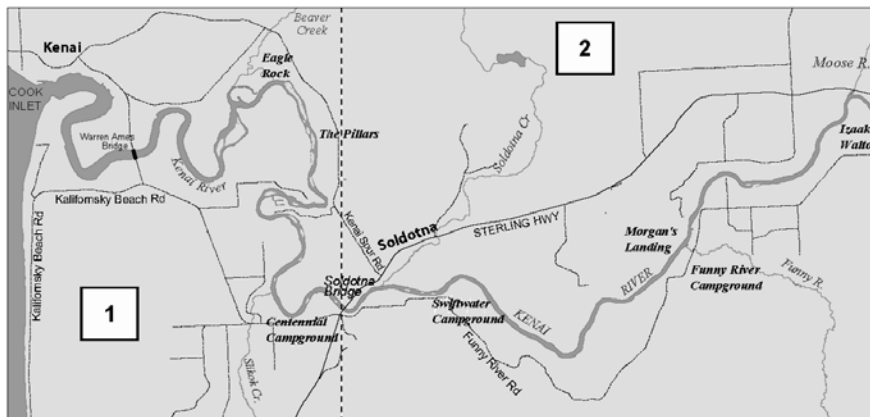 Beaver
Creek
Kenai
Eagle
Rock
2
Moose R.
COOK
INLET
Warren Ames
Bridge
The Pillars
Izaak
Walto
Kenai River
Soldotna Cr
Kalifornsky Beach Rd
Kalifornsky Beach Rd
Kenai Spur Rd
Soldotna
STERLING HWY
Morgan's
Landing
1
Soldotna
Bridge
RIVER
Funny River
Campground
Funny R.
Centennial
Campground
Swiftwater
Campground
KENAI
Slikok Cr.
Funny River Rd